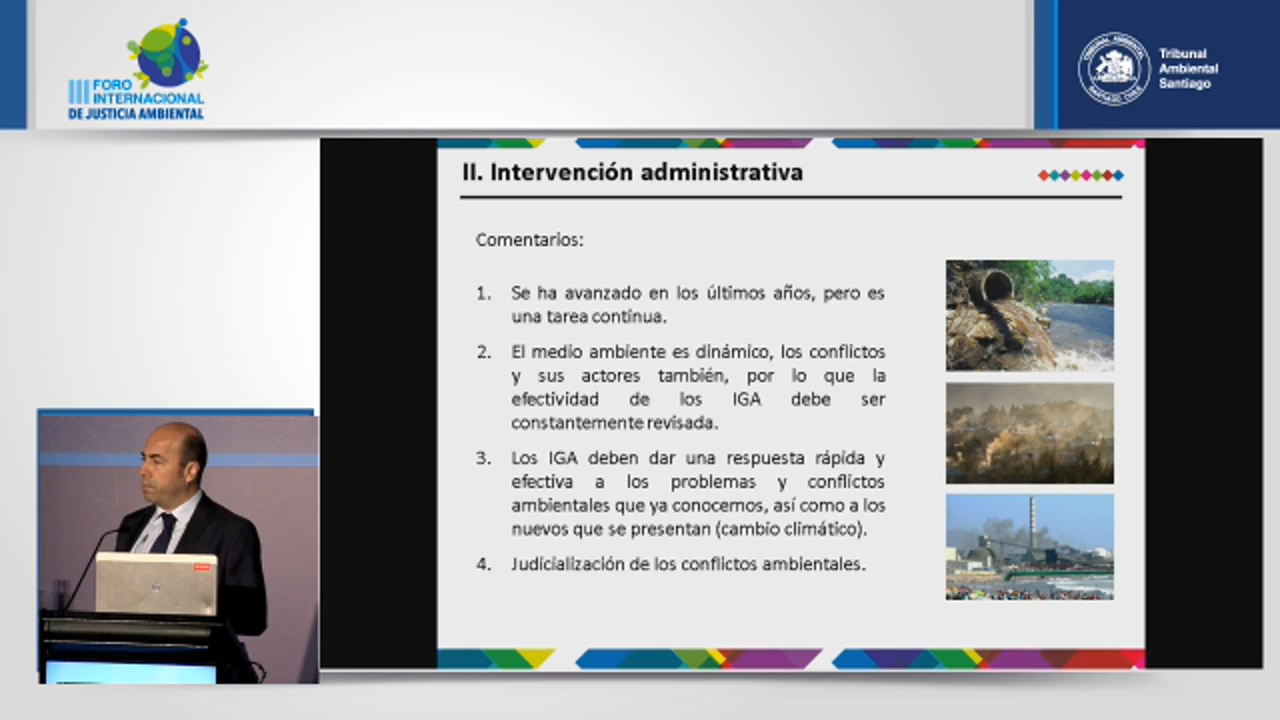 III FORO
INTERNACIONAL
DE JUSTICIA AMBIENTAL
TRIBUNAL AMBIENTAL
SANTIAGO CHILE
Tribunal
Ambiental
Santiago
II. Intervención administrativa
Comentarios:
1. Se ha avanzado en los últimos años, pero es
una tarea continua.
2. El medio ambiente es dinámico, los conflictos
y sus actores también, por lo que la
efectividad de los IGA debe ser
constantemente revisada.
3. Los IGA deben dar una respuesta rápida y
efectiva a los problemas y conflictos
ambientales que ya conocemos, así como a los
nuevos que se presentan (cambio climático).
4. Judicialización de los conflictos ambientales.